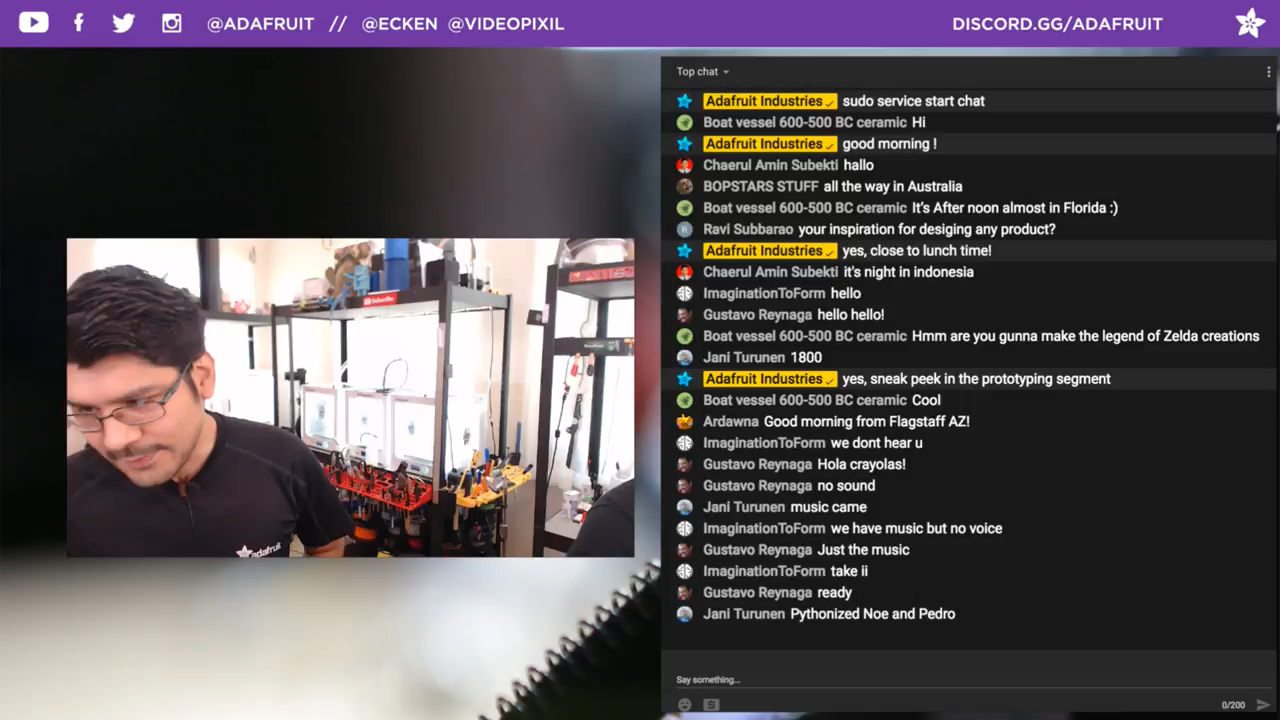 @ADAFRUIT // @ECKEN @VIDEOPIXIL
DISCORD.GG/ADAFRUIT
Top chat
Adafruit Industries sudo service start chat
Boat vessel 600-500 BC ceramic Hi
Adafruit Industries good morning !
Chaerul Amin Subekti hallo
BOPSTARS STUFF all the way in Australia
Boat vessel 600-500 BC ceramic It's After noon almost in Florida :)
Ravi Subbarao your inspiration for desiging any product?
Adafruit Industries yes, close to lunch time!
Chaerul Amin Subekti it's night in indonesia
ImaginationToForm hello
Gustavo Reynaga hello hello!
Boat vessel 600-500 BC ceramic Hmm are you gunna make the legend of Zelda creations
Jani Turunen 1800
Adafruit Industries yes, sneak peek in the prototyping segment
Boat vessel 600-500 BC ceramic Cool
Ardawna Good morning from Flagstaff AZ!
ImaginationToForm we dont hear u
Gustavo Reynaga Hola crayolas!
Gustavo Reynaga no sound
Jani Turunen music came
ImaginationToForm we have music but no voice
Gustavo Reynaga Just the music
ImaginationToForm take ii
Gustavo Reynaga ready
Jani Turunen Pythonized Noe and Pedro
Say something...
0/200
Subscribe
adafruit